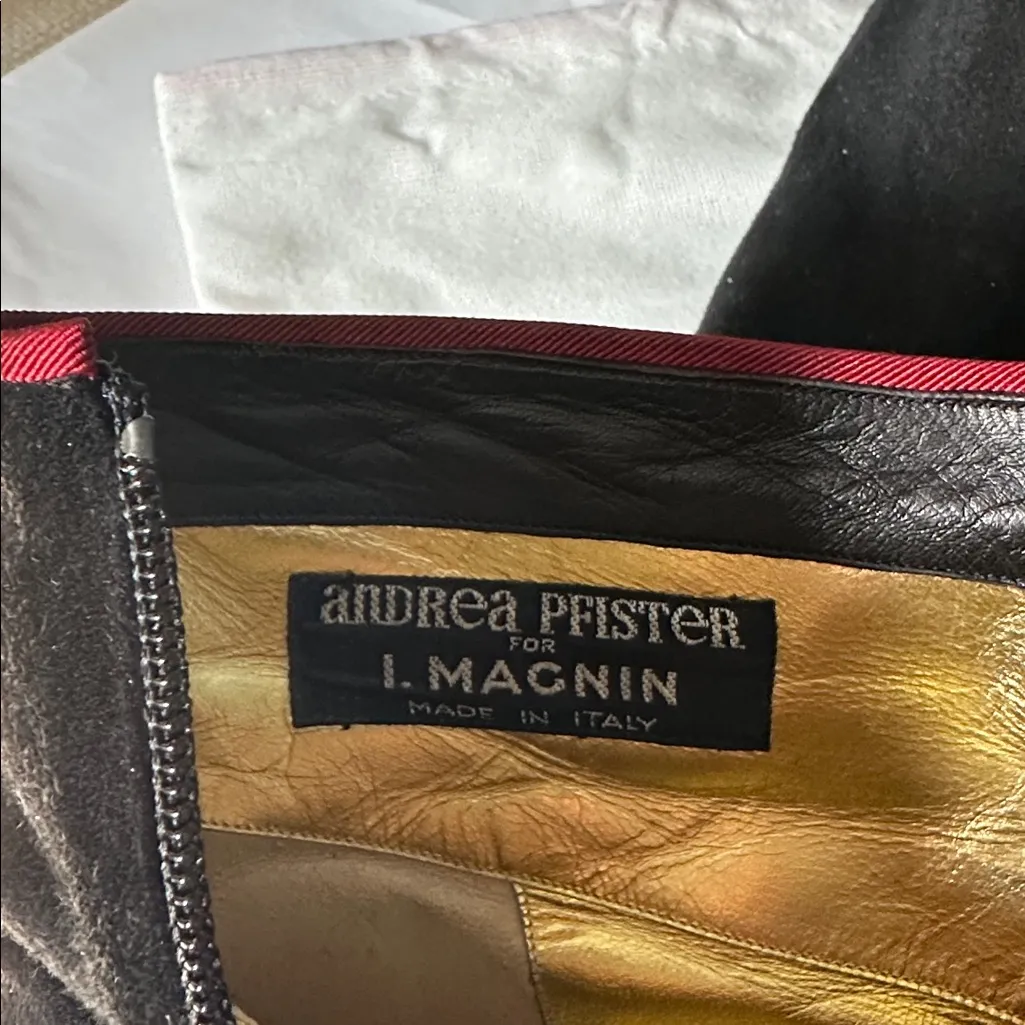 anDRea PFISTeR
FOR
I. MAGNIN
MADE IN ITALY